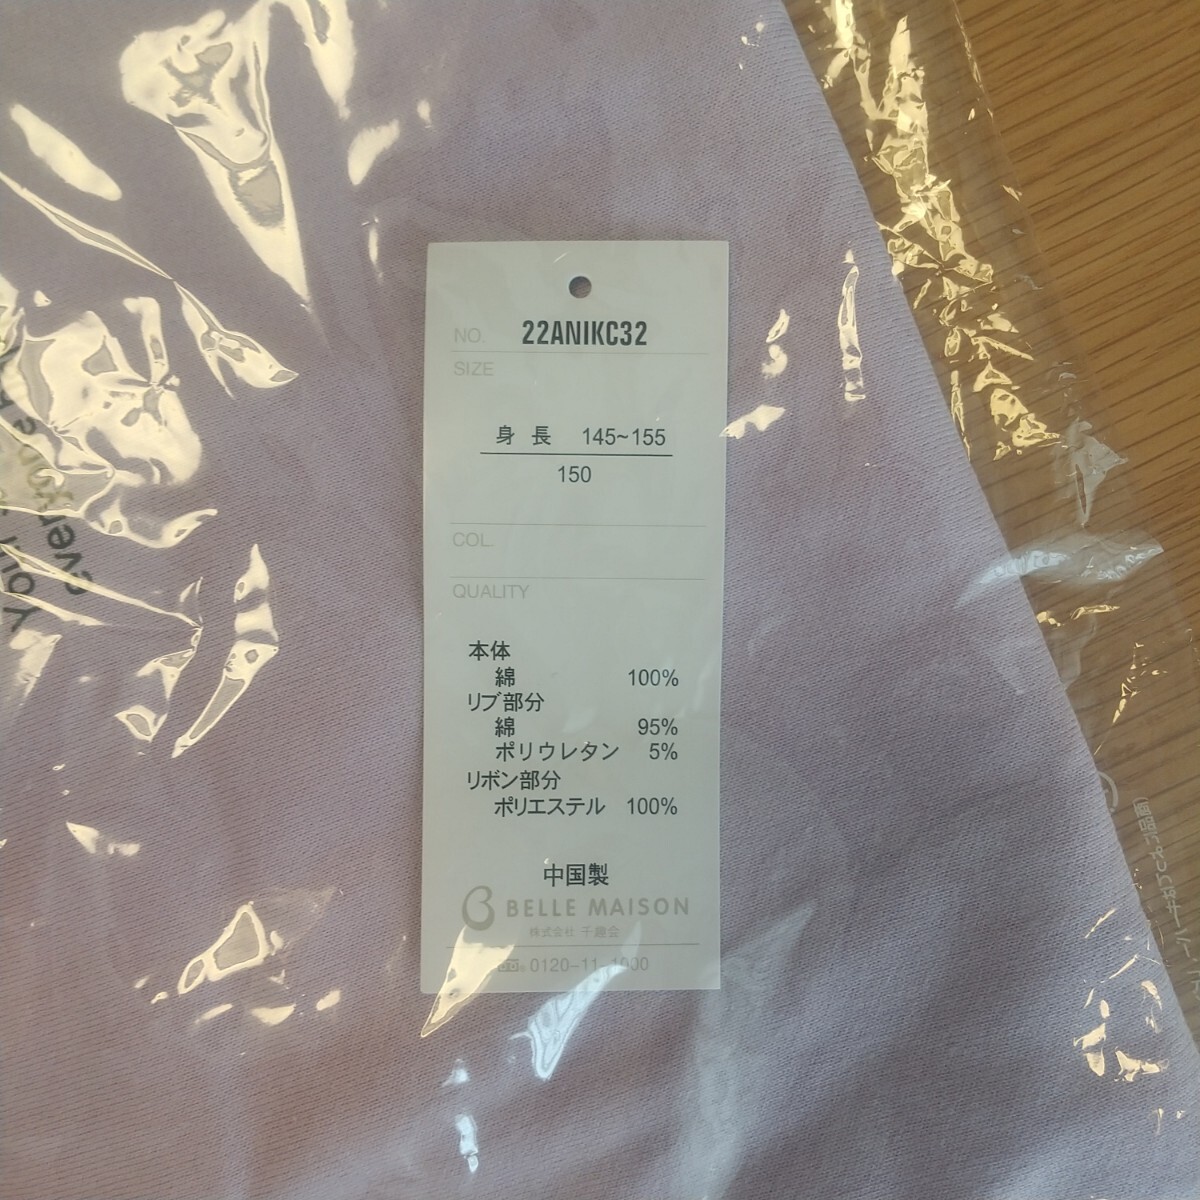 NO. 22ANIKC32
SIZE
身長 145~155
150
COL.
QUALITY
本体
綿 100%
リブ部分
綿 95%
ポリウレタン 5%
リボン部分
ポリエステル 100%
中国製
BELLE MAISON
株式会社 千趣会
0120-11-1000
Your
every